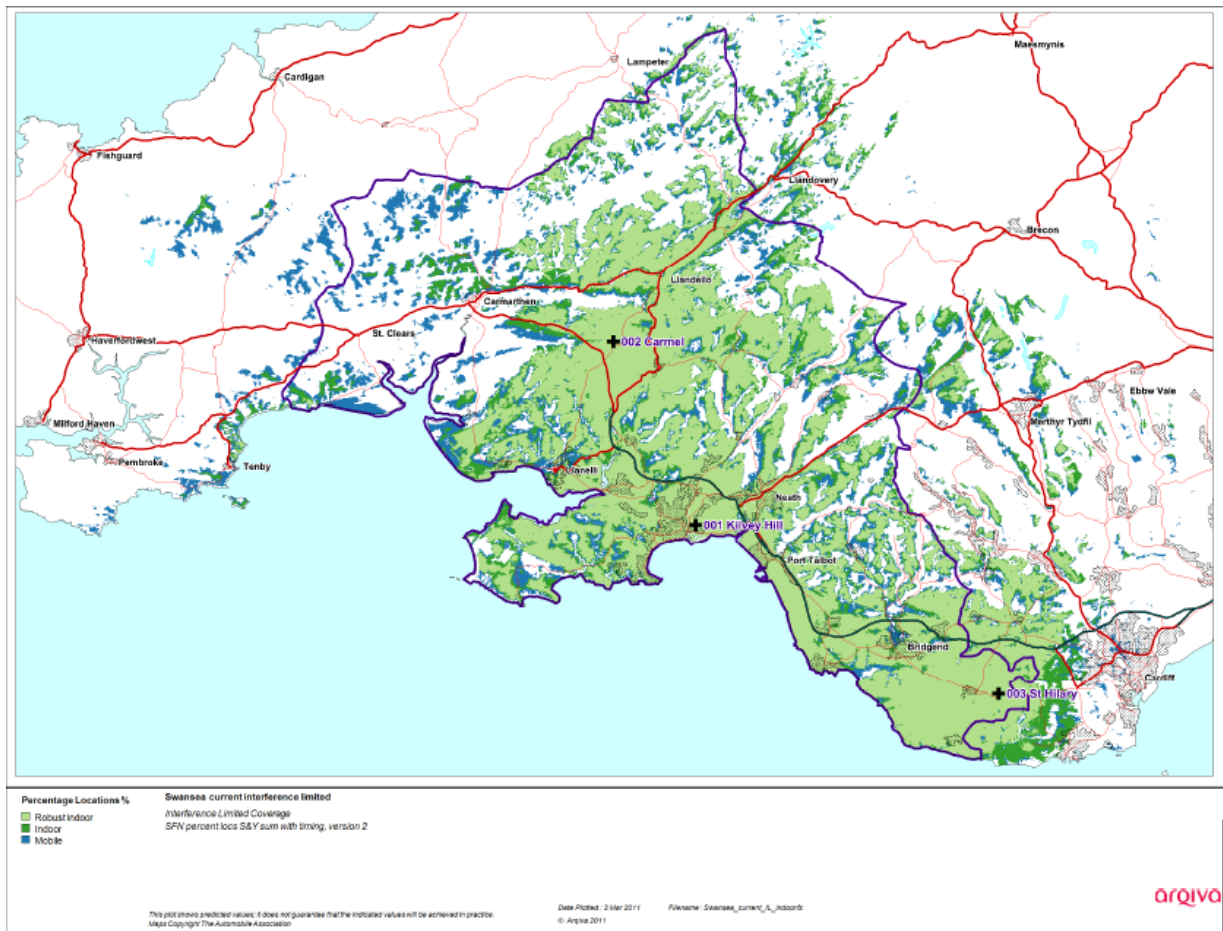 Maesmynis
Lampeter
Cardigan
Fishguard
Llandovery
Brecon
Llandello
Carmarthen
002 Carmel
St. Clears
Haverfordwest
Ebbw Vale
Milford Haven
Merthyr Tydfil
Pembroke
Tenby
Llanelli
Neath
001 Kilvey Hill
Port Talbot
Bridgend
Cardiff
003 St Hilary
Percentage Locations %
Robust indoor
Indoor
Mobile
Swansea current interference limited
Interference Limited Coverage
SFN percent locs S&Y sum with timing, version 2
This plot shows predicted values; it does not guarantee that the indicated values will be achieved in practice.
Maps Copyright The Automobile Association
Date Plotted : 3 Mar 2011
© Arqiva 2011
Filename : Swansea_current_IL_indoorfs
arqiva